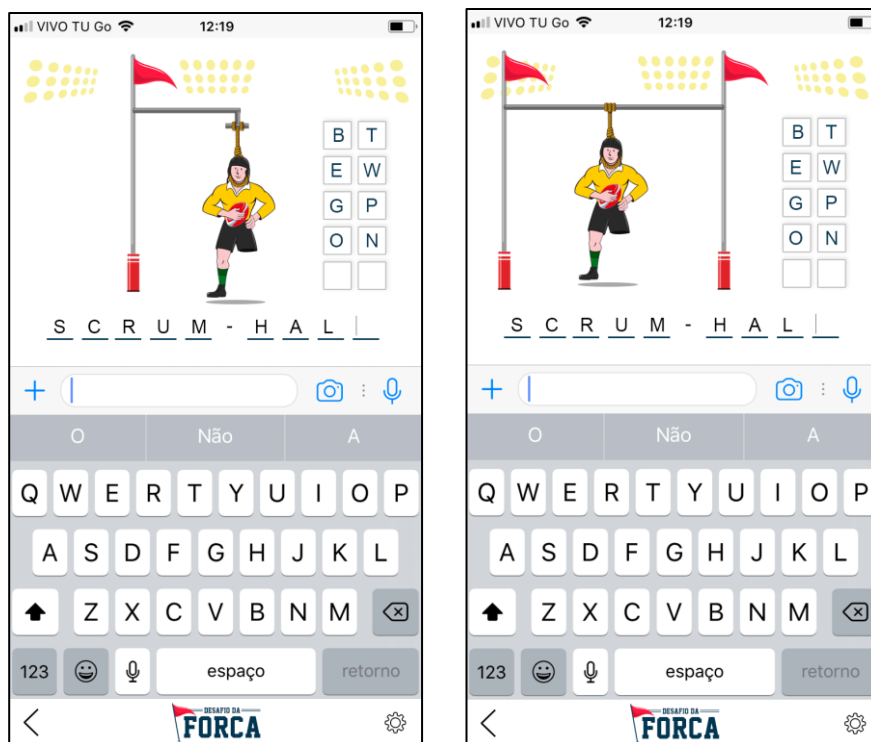 VIVO TU Go 12:19
B T
E W
G P
O N
S C R U M - H A L
O Não A
Q W E R T Y U I O P
A S D F G H J K L
Z X C V B N M
123 espaço retorno
DESAFIO DA
FORCA
VIVO TU Go 12:19
B T
E W
G P
O N
S C R U M - H A L
O Não A
Q W E R T Y U I O P
A S D F G H J K L
Z X C V B N M
123 espaço retorno
DESAFIO DA
FORCA